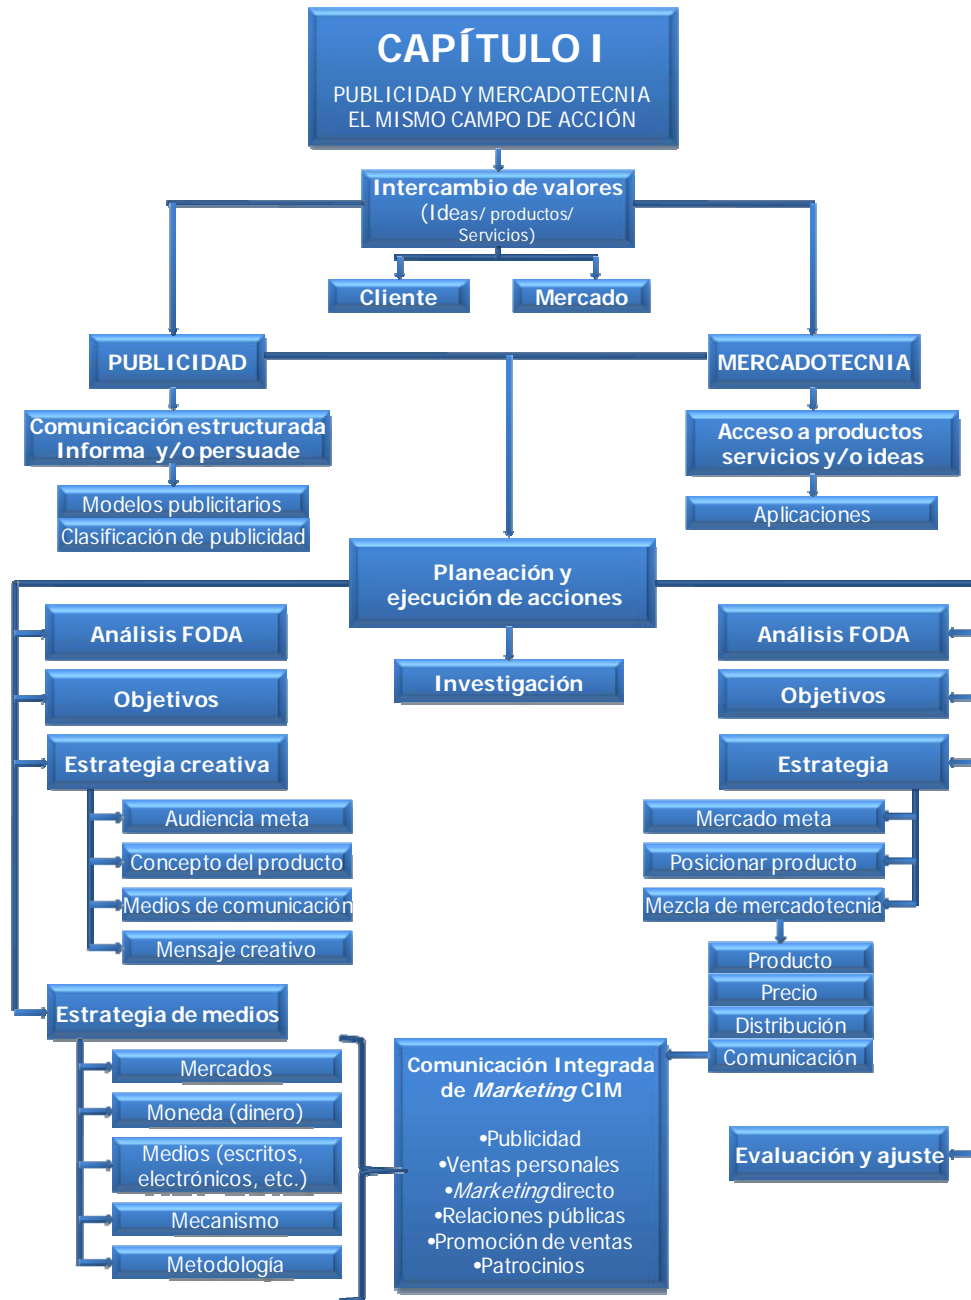 CAPÍTULO I
PUBLICIDAD Y MERCADOTECNIA
EL MISMO CAMPO DE ACCIÓN
Intercambio de valores
(Ideas/ productos/
Servicios)
Cliente
Mercado
PUBLICIDAD
MERCADOTECNIA
Comunicación estructurada
Informa y/o persuade
Modelos publicitarios
Clasificación de publicidad
Acceso a productos
servicios y/o ideas
Aplicaciones
Planeación y
ejecución de acciones
Investigación
Análisis FODA
Objetivos
Estrategia creativa
Audiencia meta
Concepto del producto
Medios de comunicación
Mensaje creativo
Estrategia de medios
Mercados
Moneda (dinero)
Medios (escritos,
electrónicos, etc.)
Mecanismo
Metodología
Análisis FODA
Objetivos
Estrategia
Mercado meta
Posicionar producto
Mezcla de mercadotecnia
Producto
Precio
Distribución
Comunicación
Comunicación Integrada
de Marketing CIM
•Publicidad
•Ventas personales
•Marketing directo
•Relaciones públicas
•Promoción de ventas
•Patrocinios
Evaluación y ajuste